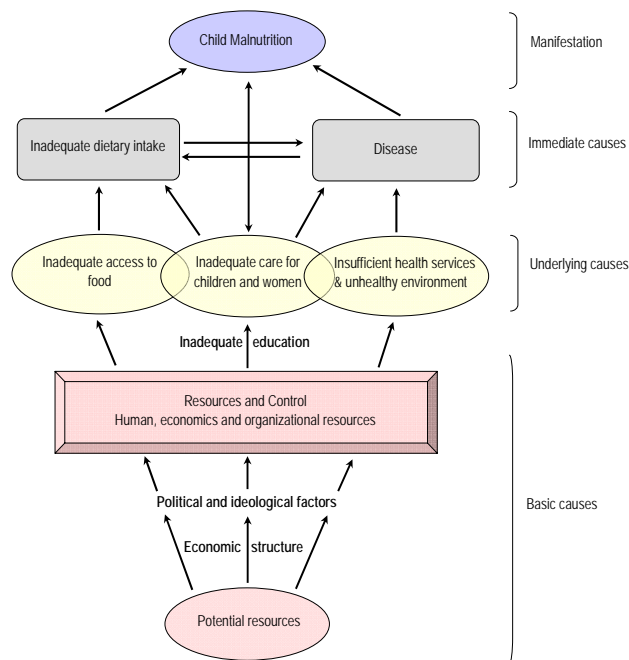 Child Malnutrition
Manifestation
Inadequate dietary intake
Disease
Immediate causes
Inadequate access to
food
Inadequate care for
children and women
Insufficient health services
& unhealthy environment
Underlying causes
Inadequate education
Resources and Control
Human, economics and organizational resources
Political and ideological factors
Economic structure
Basic causes
Potential resources